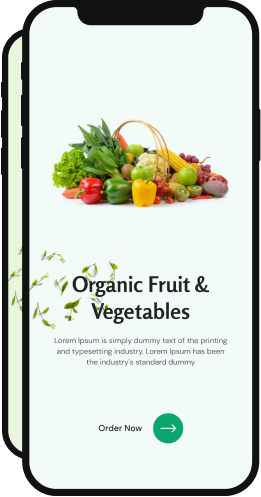 Organic Fruit &
Vegetables
Lorem Ipsum is simply dummy text of the printing
and typesetting industry. Lorem Ipsum has been
the industry's standard dummy
Order Now